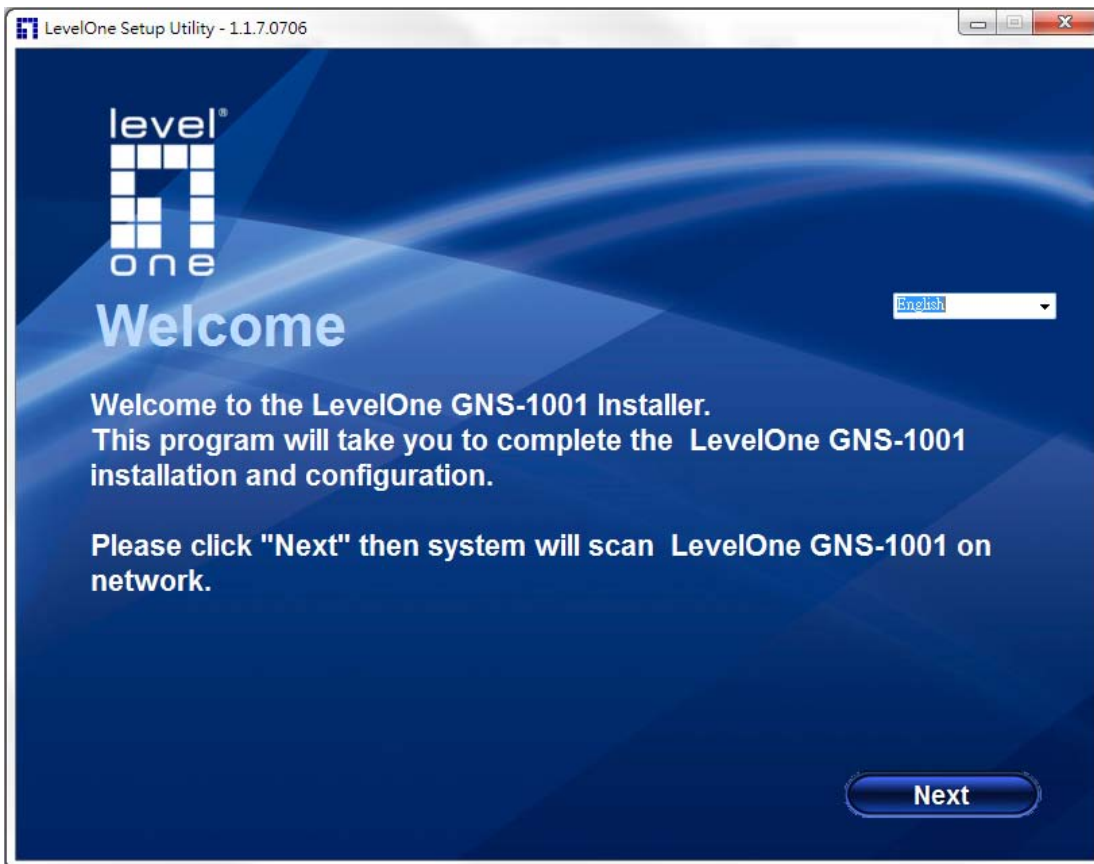 LevelOne Setup Utility - 1.1.7.0706
level®
one
Welcome
English
Welcome to the LevelOne GNS-1001 Installer.
This program will take you to complete the  LevelOne GNS-1001
installation and configuration.
Please click "Next" then system will scan  LevelOne GNS-1001 on
network.
Next